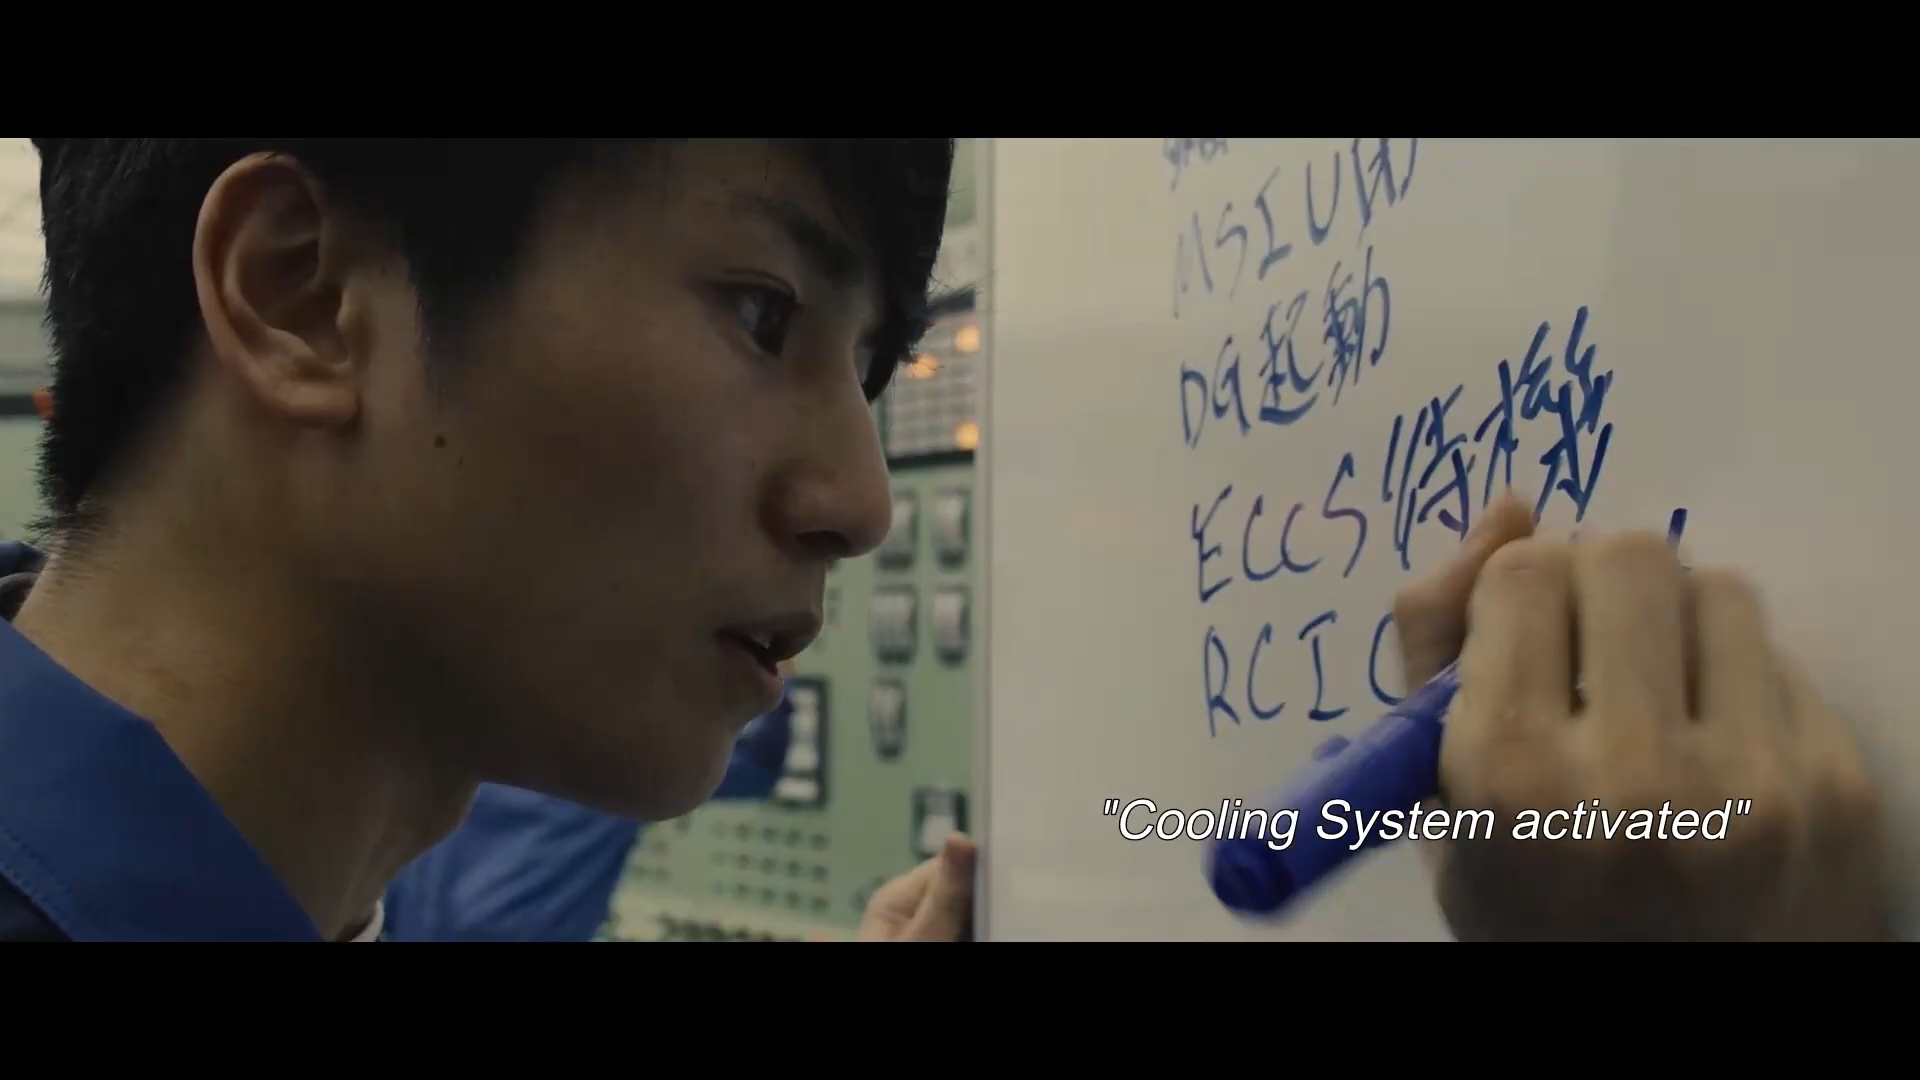 MSIV閉
DG起動
ECCS待機
RCIC
"Cooling System activated"